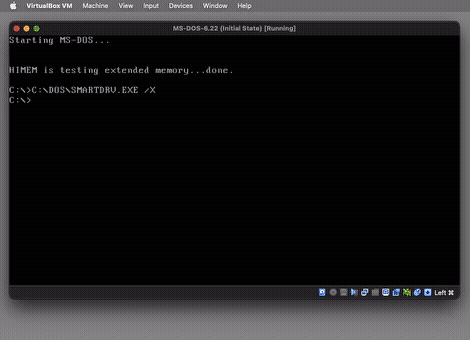 VirtualBox VM Machine View Input Devices Window Help
MS-DOS-6.22 (Initial State) [Running]
Starting MS-DOS...
HIMEM is testing extended memory...done.
C:\>C:\DOS\SMARTDRV.EXE /X
C:\>
Left ⌘